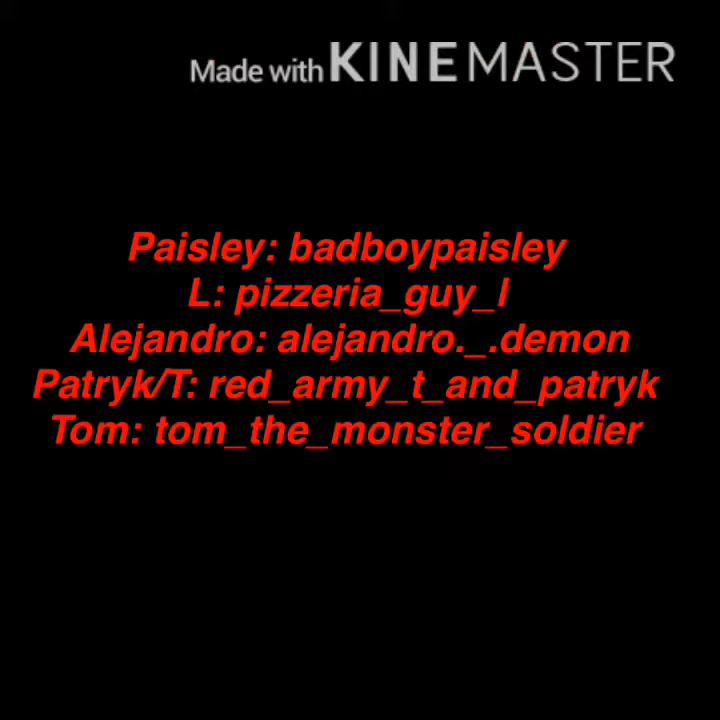 Made with KINEMASTER
Paisley: badboypaisley
L: pizzeria_guy_l
Alejandro: alejandro._.demon
Patryk/T: red_army_t_and_patryk
Tom: tom_the_monster_soldier